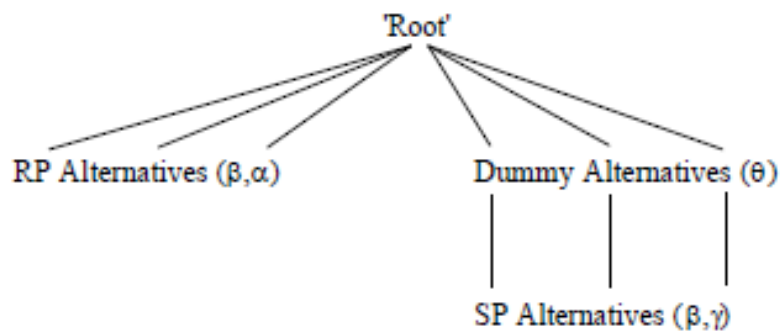 'Root'
RP Alternatives (β,α) Dummy Alternatives (θ)
SP Alternatives (β,γ)